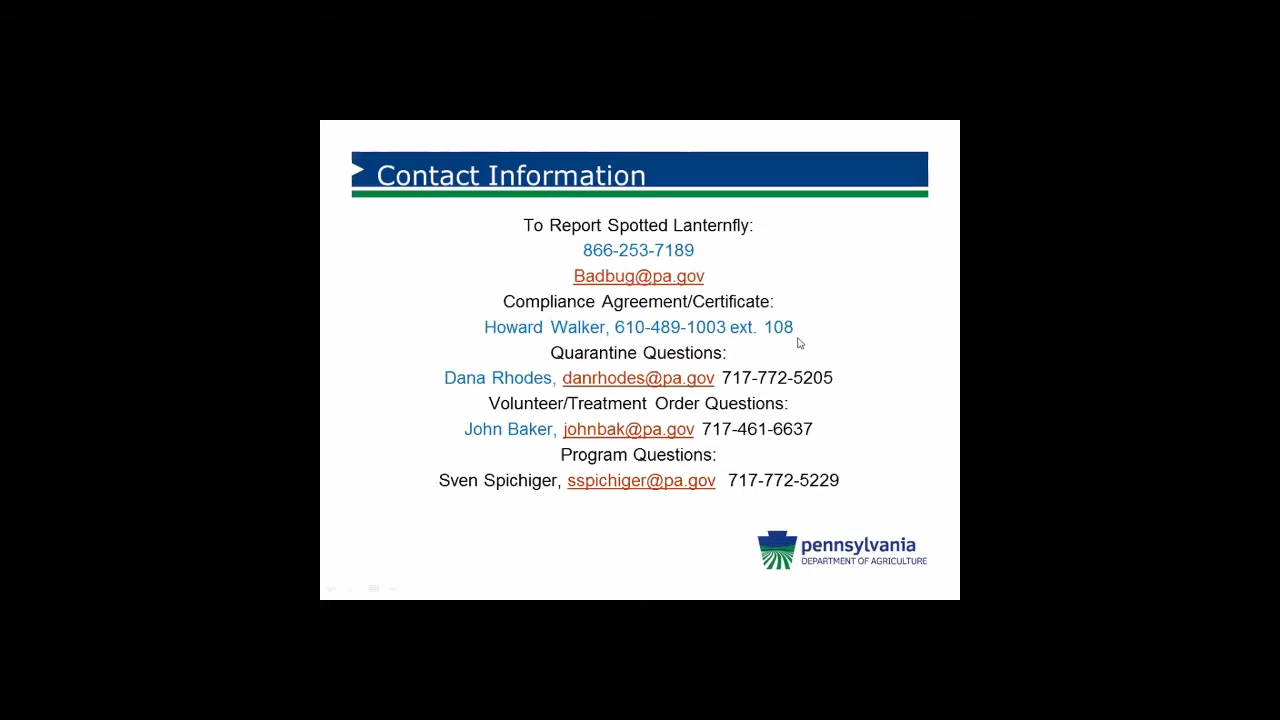 Contact Information
To Report Spotted Lanternfly:
866-253-7189
Badbug@pa.gov
Compliance Agreement/Certificate:
Howard Walker, 610-489-1003 ext. 108
Quarantine Questions:
Dana Rhodes, danrhodes@pa.gov 717-772-5205
Volunteer/Treatment Order Questions:
John Baker, johnbak@pa.gov 717-461-6637
Program Questions:
Sven Spichiger, sspichiger@pa.gov 717-772-5229
pennsylvania
DEPARTMENT OF AGRICULTURE